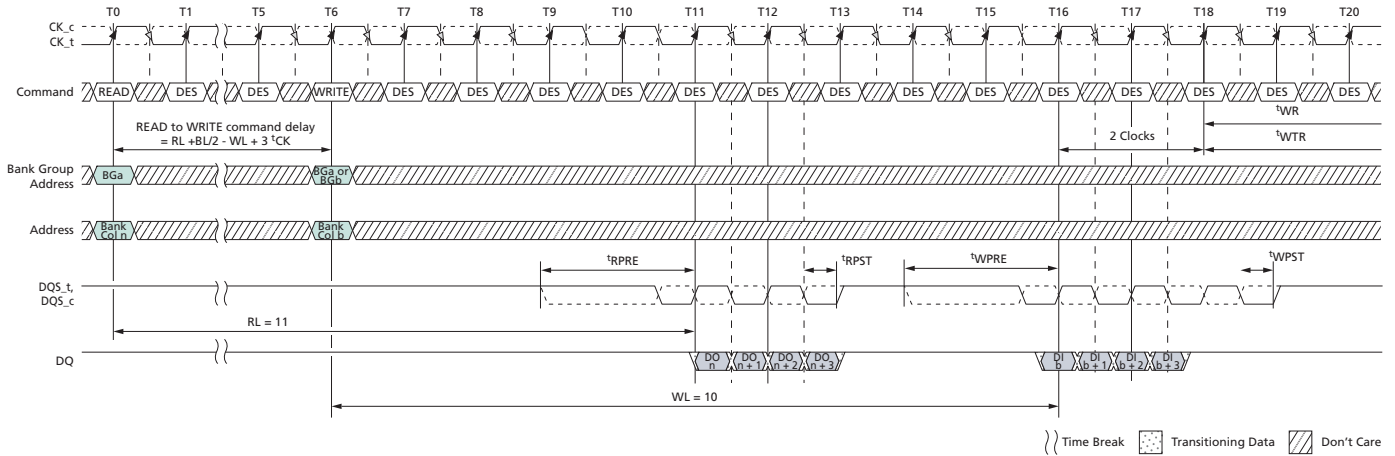 T0 T1 T5 T6 T7 T8 T9 T10 T11 T12 T13 T14 T15 T16 T17 T18 T19 T20
CK_c
CK_t
Command READ DES DES WRITE DES DES DES DES DES DES DES DES DES DES DES DES DES DES
tWR
READ to WRITE command delay
= RL +BL/2 - WL + 3 tCK
2 Clocks
tWTR
Bank Group
Address
BGa
BGa or
BGb
Address
Bank
Col n
Bank
Col b
tRPRE tRPST tWPRE tWPST
DQS_t,
DQS_c
RL = 11
DQ
DO
n
DO
n + 1
DO
n + 2
DO
n + 3
DI
b
DI
b + 1
DI
b + 2
DI
b + 3
WL = 10
Time Break Transitioning Data Don't Care